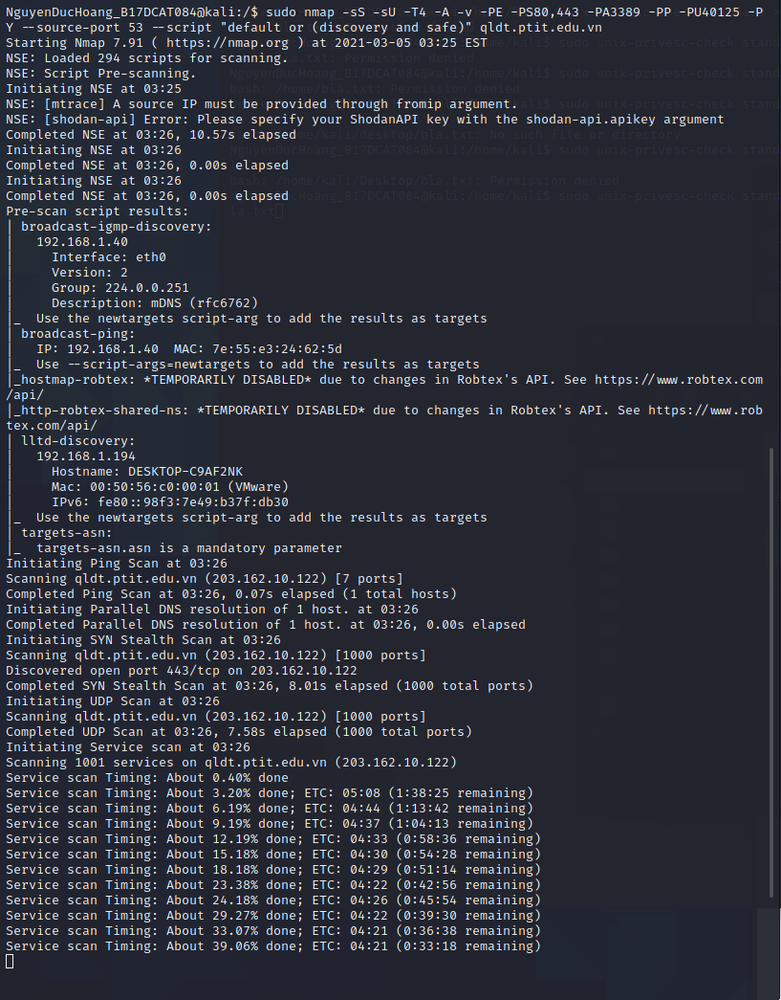 NguyenDucHoang_B17DCAT084@kali:/$ sudo nmap -sS -sU -T4 -A -v -PE -PS80,443 -PA3389 -PP -PU40125 -P
Y --source-port 53 --script "default or (discovery and safe)" qldt.ptit.edu.vn
Starting Nmap 7.91 ( https://nmap.org ) at 2021-03-05 03:25 EST
NSE: Loaded 294 scripts for scanning.
NSE: Script Pre-scanning.
Initiating NSE at 03:25
NSE: [mtrace] A source IP must be provided through fromip argument.
NSE: [shodan-api] Error: Please specify your ShodanAPI key with the shodan-api.apikey argument
Completed NSE at 03:26, 10.57s elapsed
Initiating NSE at 03:26
Completed NSE at 03:26, 0.00s elapsed
Initiating NSE at 03:26
Completed NSE at 03:26, 0.00s elapsed
Pre-scan script results:
| broadcast-igmp-discovery:
|   192.168.1.40
|     Interface: eth0
|     Version: 2
|     Group: 224.0.0.251
|     Description: mDNS (rfc6762)
|_  Use the newtargets script-arg to add the results as targets
| broadcast-ping:
|   IP: 192.168.1.40  MAC: 7e:55:e3:24:62:5d
|_  Use --script-args=newtargets to add the results as targets
|_hostmap-robtex: *TEMPORARILY DISABLED* due to changes in Robtex's API. See https://www.robtex.com
/api/
|_http-robtex-shared-ns: *TEMPORARILY DISABLED* due to changes in Robtex's API. See https://www.rob
tex.com/api/
| lltd-discovery:
|   192.168.1.194
|     Hostname: DESKTOP-C9AF2NK
|     Mac: 00:50:56:c0:00:01 (VMware)
|     IPv6: fe80::98f3:7e49:b37f:db30
|_  Use the newtargets script-arg to add the results as targets
| targets-asn:
|_  targets-asn.asn is a mandatory parameter
Initiating Ping Scan at 03:26
Scanning qldt.ptit.edu.vn (203.162.10.122) [7 ports]
Completed Ping Scan at 03:26, 0.07s elapsed (1 total hosts)
Initiating Parallel DNS resolution of 1 host. at 03:26
Completed Parallel DNS resolution of 1 host. at 03:26, 0.00s elapsed
Initiating SYN Stealth Scan at 03:26
Scanning qldt.ptit.edu.vn (203.162.10.122) [1000 ports]
Discovered open port 443/tcp on 203.162.10.122
Completed SYN Stealth Scan at 03:26, 8.01s elapsed (1000 total ports)
Initiating UDP Scan at 03:26
Scanning qldt.ptit.edu.vn (203.162.10.122) [1000 ports]
Completed UDP Scan at 03:26, 7.58s elapsed (1000 total ports)
Initiating Service scan at 03:26
Scanning 1001 services on qldt.ptit.edu.vn (203.162.10.122)
Service scan Timing: About 0.40% done
Service scan Timing: About 3.20% done; ETC: 05:08 (1:38:25 remaining)
Service scan Timing: About 6.19% done; ETC: 04:44 (1:13:42 remaining)
Service scan Timing: About 9.19% done; ETC: 04:37 (1:04:13 remaining)
Service scan Timing: About 12.19% done; ETC: 04:33 (0:58:36 remaining)
Service scan Timing: About 15.18% done; ETC: 04:30 (0:54:28 remaining)
Service scan Timing: About 18.18% done; ETC: 04:29 (0:51:14 remaining)
Service scan Timing: About 23.38% done; ETC: 04:22 (0:42:56 remaining)
Service scan Timing: About 24.18% done; ETC: 04:26 (0:45:54 remaining)
Service scan Timing: About 29.27% done; ETC: 04:22 (0:39:30 remaining)
Service scan Timing: About 33.07% done; ETC: 04:21 (0:36:38 remaining)
Service scan Timing: About 39.06% done; ETC: 04:21 (0:33:18 remaining)